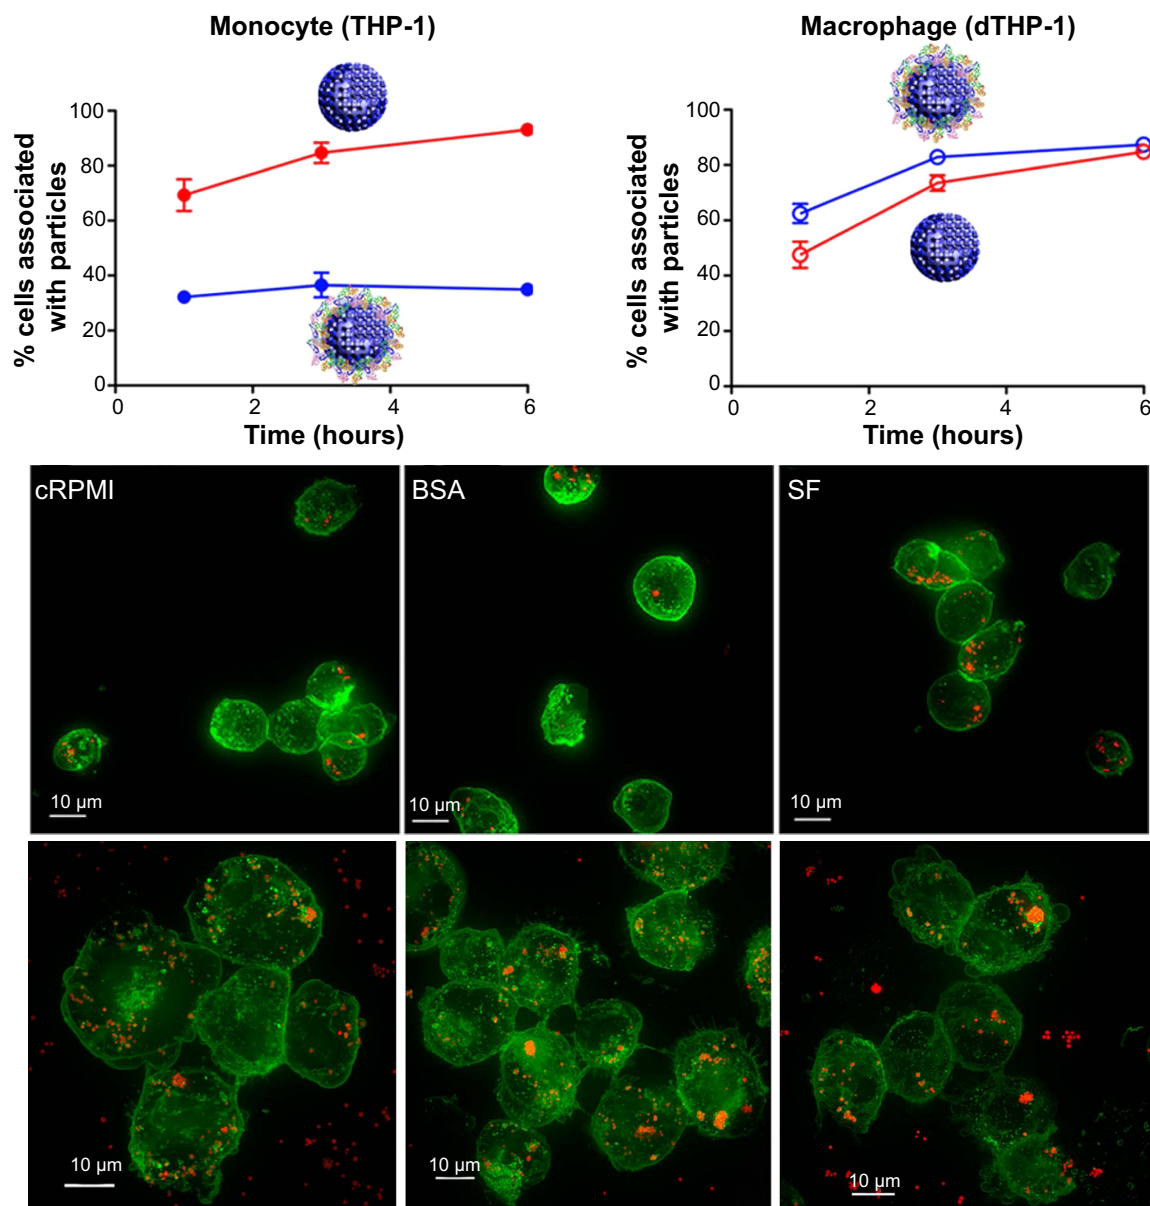 Monocyte (THP-1)
Macrophage (dTHP-1)
% cells associated
with particles
100
80
60
40
20
0
0
2
4
6
Time (hours)
% cells associated
with particles
100
80
60
40
20
0
0
2
4
6
Time (hours)
cRPMI
BSA
SF
10 µm
10 µm
10 µm
10 µm
10 µm
10 µm